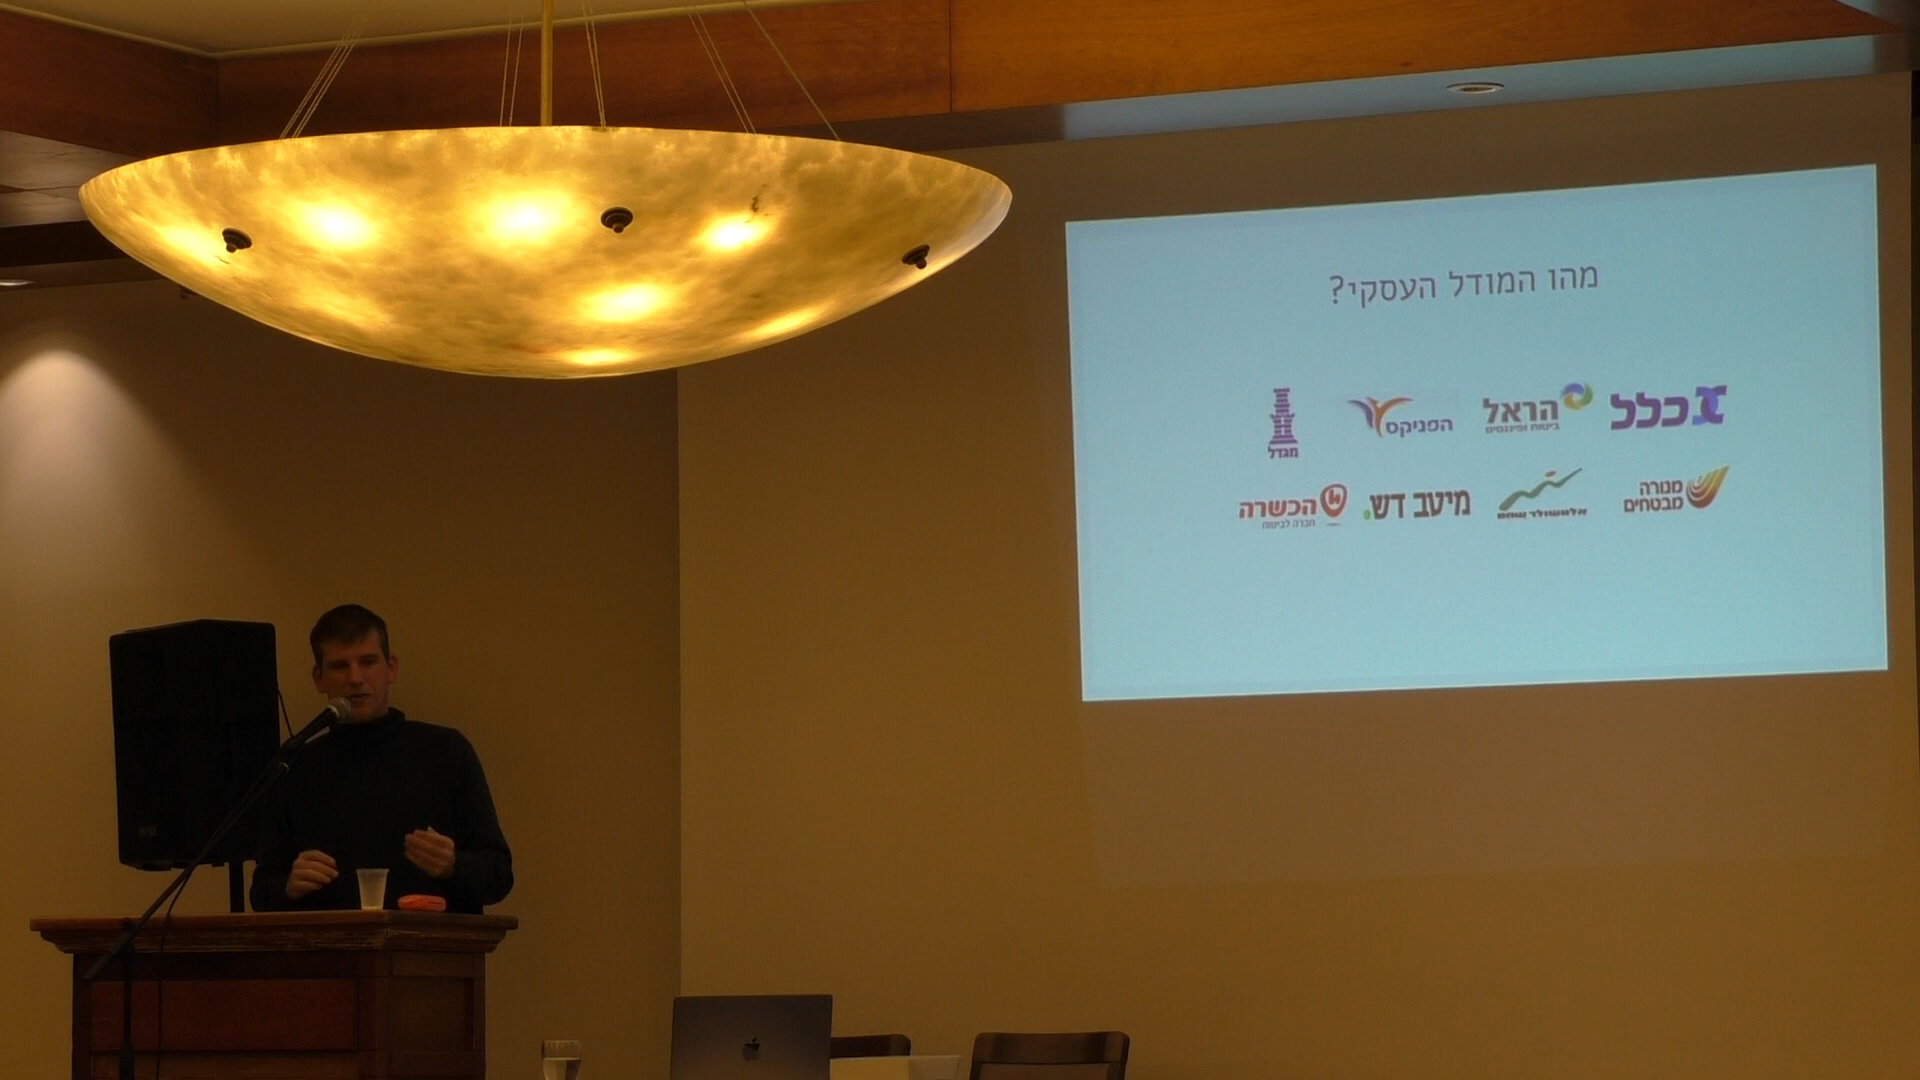 מהו המודל העסקי?
כלל
הראל
ביטוח ופיננסים
הפניקס
מגדל
מנורה
מבטחים
אלטשולר שחם
מיטב דש
הכשרה
חברה לביטוח